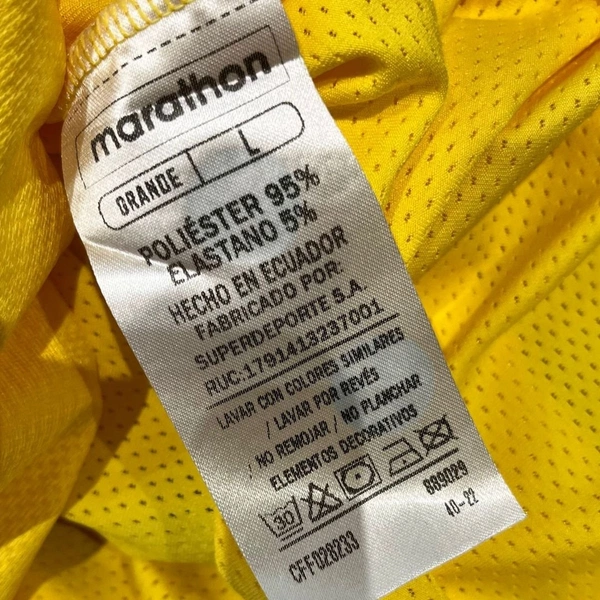 marathon
GRANDE L
POLIÉSTER 95%
ELASTANO 5%
HECHO EN ECUADOR
FABRICADO POR:
SUPERDEPORTE S.A.
RUC:1791413237001
LAVAR CON COLORES SIMILARES
/ LAVAR POR REVÉS
/ NO REMOJAR / NO PLANCHAR
ELEMENTOS DECORATIVOS
30
889029
CFFD28233 40-22